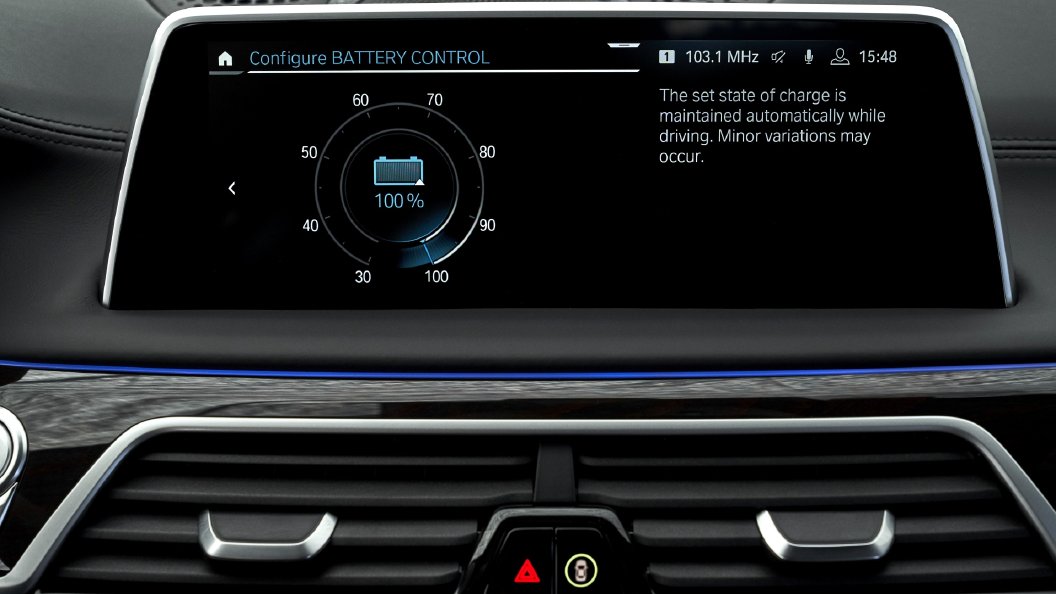 Configure BATTERY CONTROL
1 103.1 MHz 15:48
The set state of charge is
maintained automatically while
driving. Minor variations may
occur.
60 70
50 80
100 %
40 90
30 100